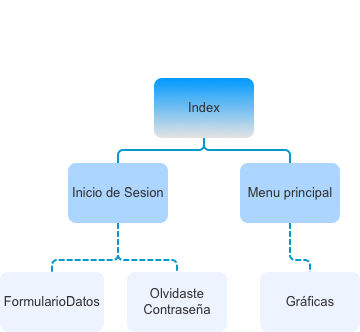 Index
Inicio de Sesion
Menu principal
FormularioDatos
Olvidaste
Contraseña
Gráficas